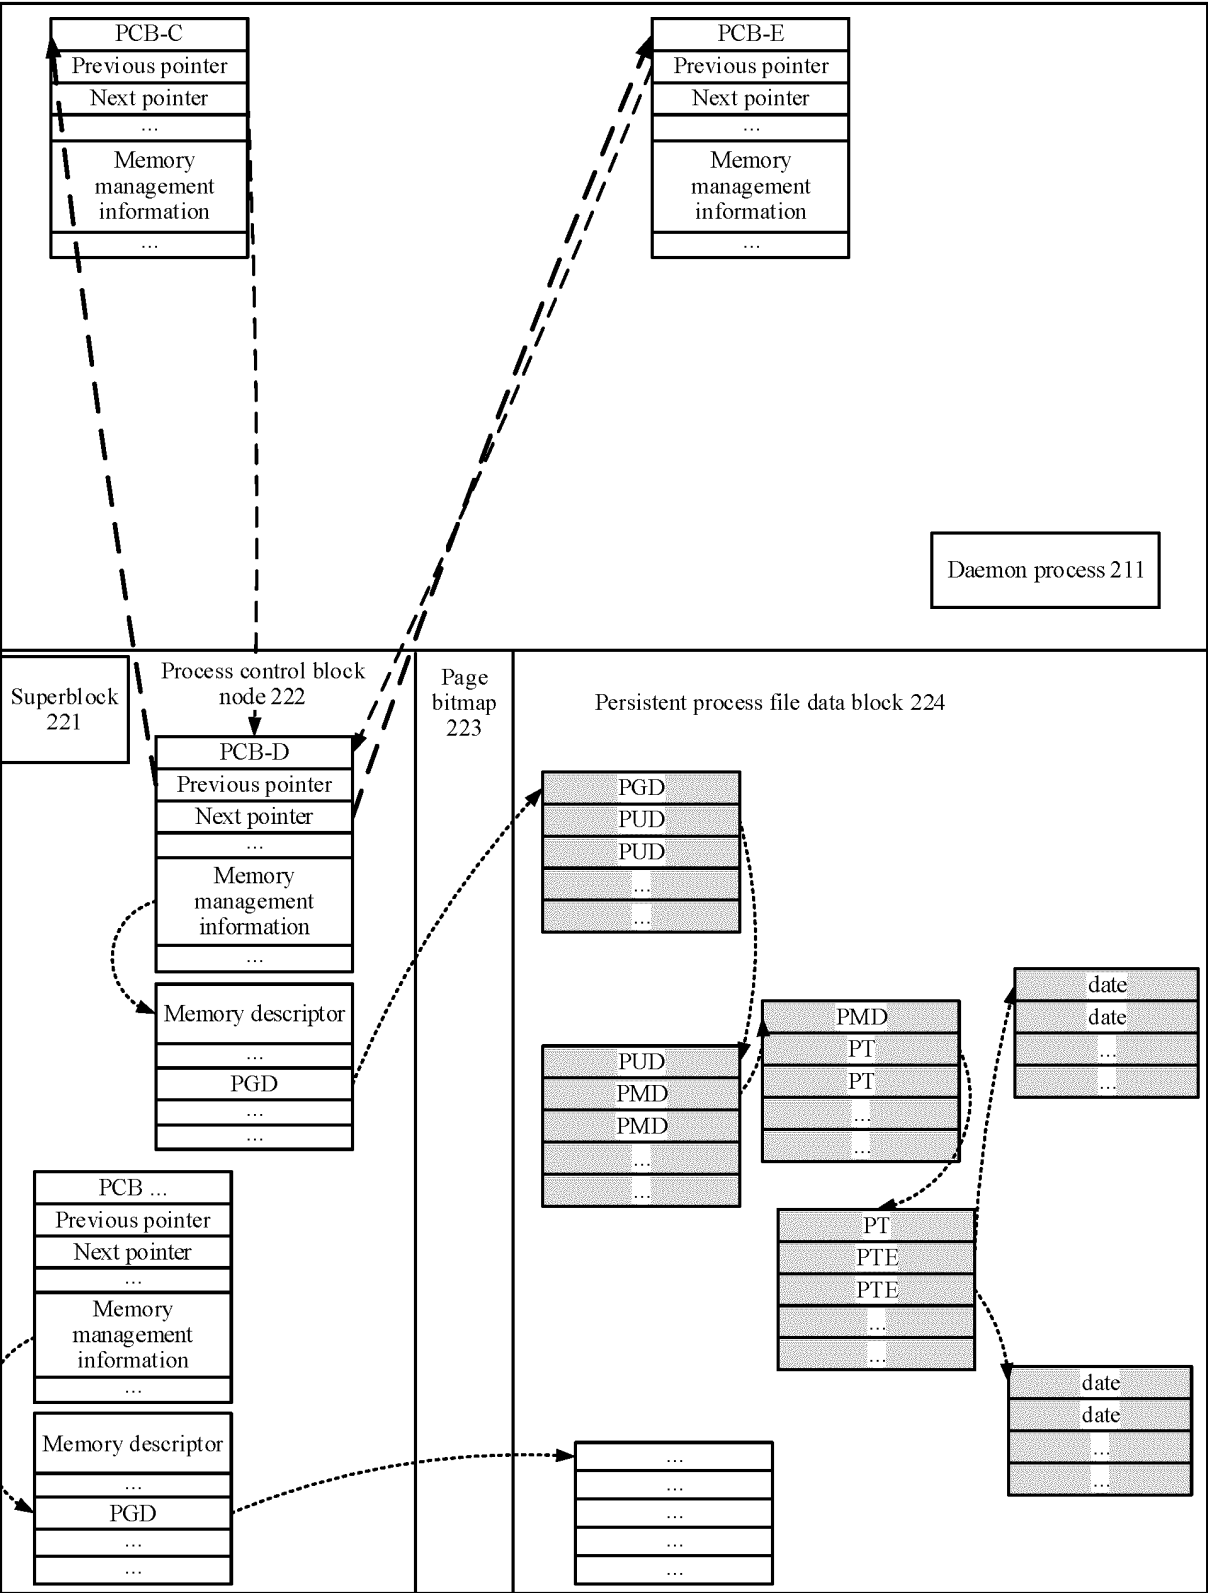 PCB-C
Previous pointer
Next pointer
...
Memory
management
information
...
PCB-E
Previous pointer
Next pointer
...
Memory
management
information
...
Daemon process 211
Superblock
221
Process control block
node 222
Page
bitmap
223
Persistent process file data block 224
PCB-D
Previous pointer
Next pointer
...
Memory
management
information
...
Memory descriptor
...
PGD
...
...
PCB ...
Previous pointer
Next pointer
...
Memory
management
information
...
Memory descriptor
...
PGD
...
...
PGD
PUD
PUD
...
...
PUD
PMD
PMD
...
...
PMD
PT
PT
...
...
PT
PTE
PTE
...
...
date
date
...
...
date
date
...
...
...
...
...
...
...